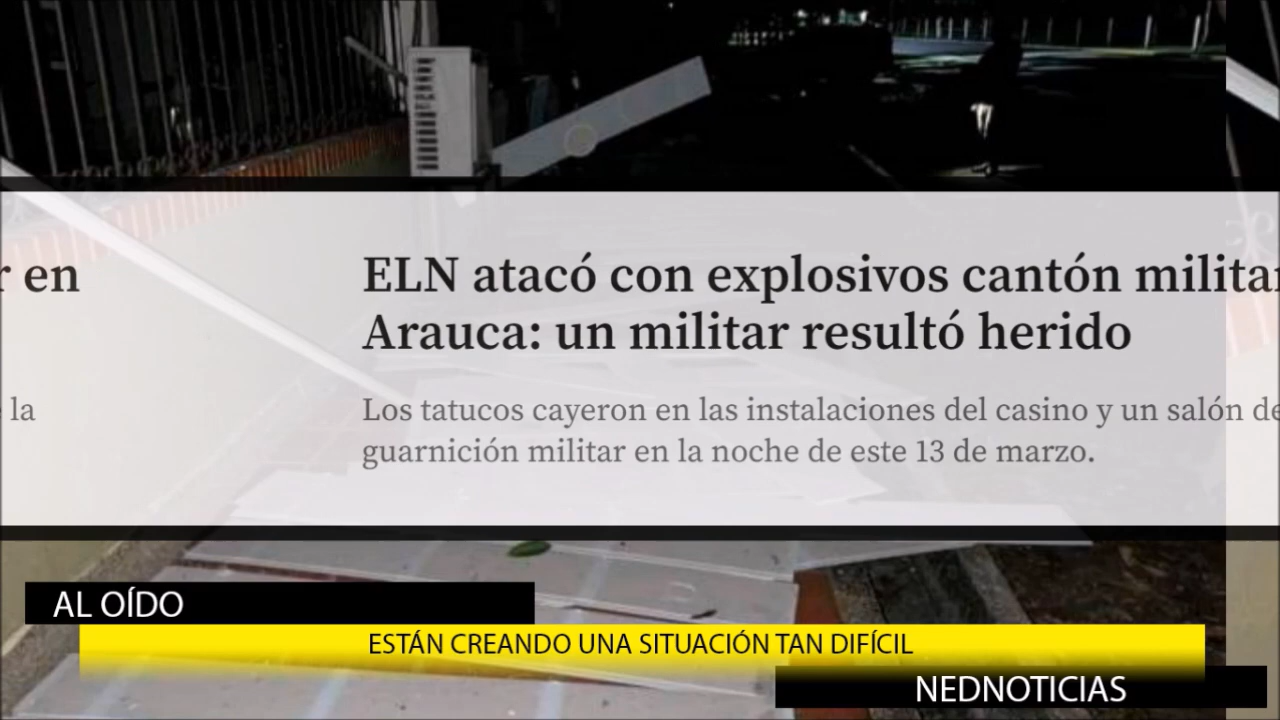 r en
ELN atacó con explosivos cantón militar
Arauca: un militar resultó herido
la
Los tatucos cayeron en las instalaciones del casino y un salón de
guarnición militar en la noche de este 13 de marzo.
AL OÍDO
ESTÁN CREANDO UNA SITUACIÓN TAN DIFÍCIL
NEDNOTICIAS